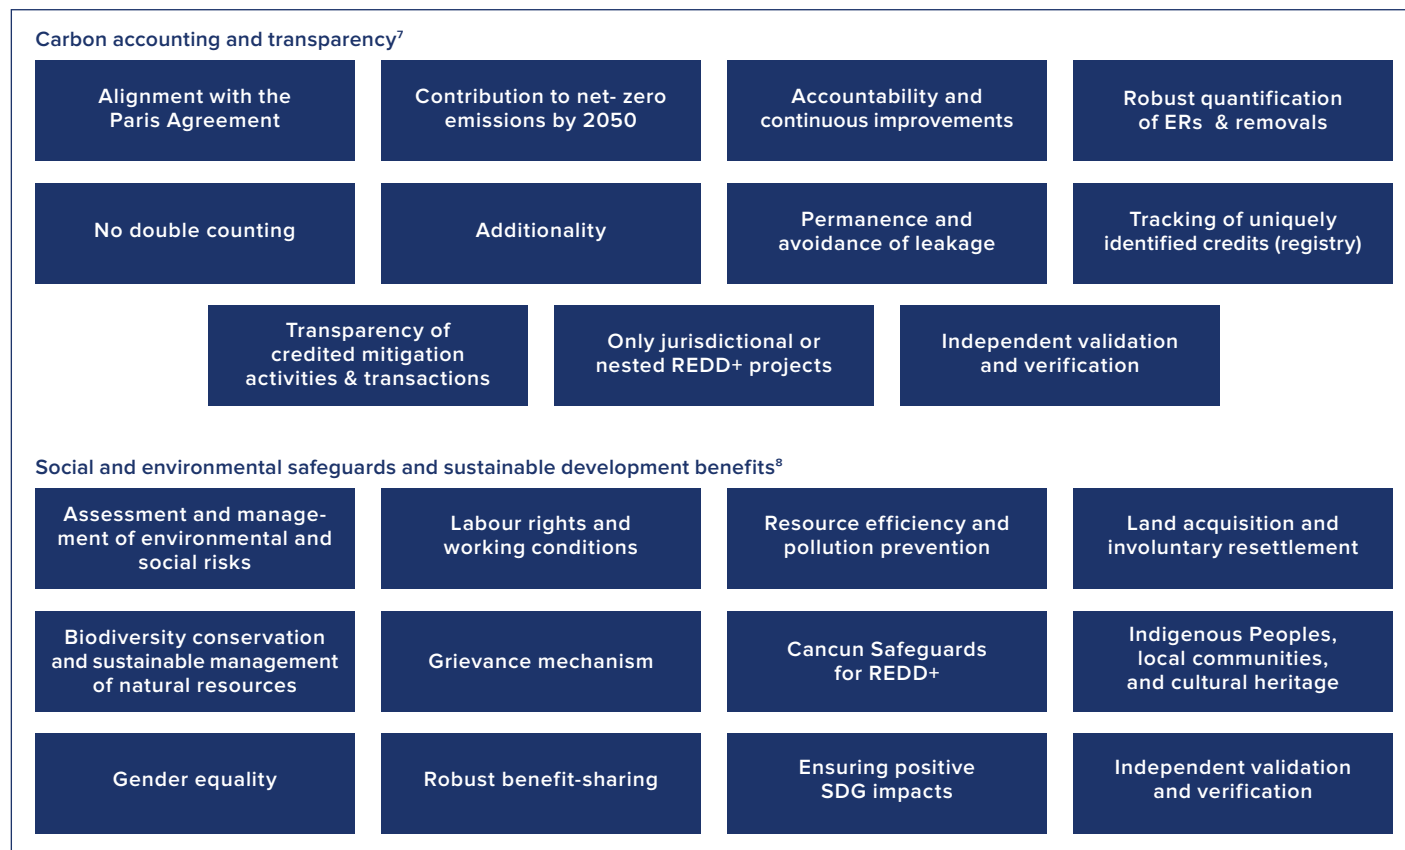 Carbon accounting and transparency7
Alignment with the
Paris Agreement
Contribution to net- zero
emissions by 2050
Accountability and
continuous improvements
Robust quantification
of ERs & removals
No double counting
Additionality
Permanence and
avoidance of leakage
Tracking of uniquely
identified credits (registry)
Transparency of
credited mitigation
activities & transactions
Only jurisdictional or
nested REDD+ projects
Independent validation
and verification
Social and environmental safeguards and sustainable development benefits8
Assessment and manage-
ment of environmental and
social risks
Labour rights and
working conditions
Resource efficiency and
pollution prevention
Land acquisition and
involuntary resettlement
Biodiversity conservation
and sustainable management
of natural resources
Grievance mechanism
Cancun Safeguards
for REDD+
Indigenous Peoples,
local communities,
and cultural heritage
Gender equality
Robust benefit-sharing
Ensuring positive
SDG impacts
Independent validation
and verification